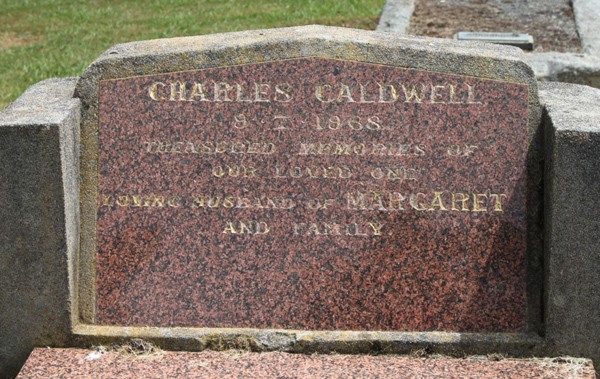 CHARLES CALDWELL
9. 7. 1968.
TREASURED MEMORIES OF
OUR LOVED ONE
LOVING HUSBAND OF MARGARET
AND FAMILY.